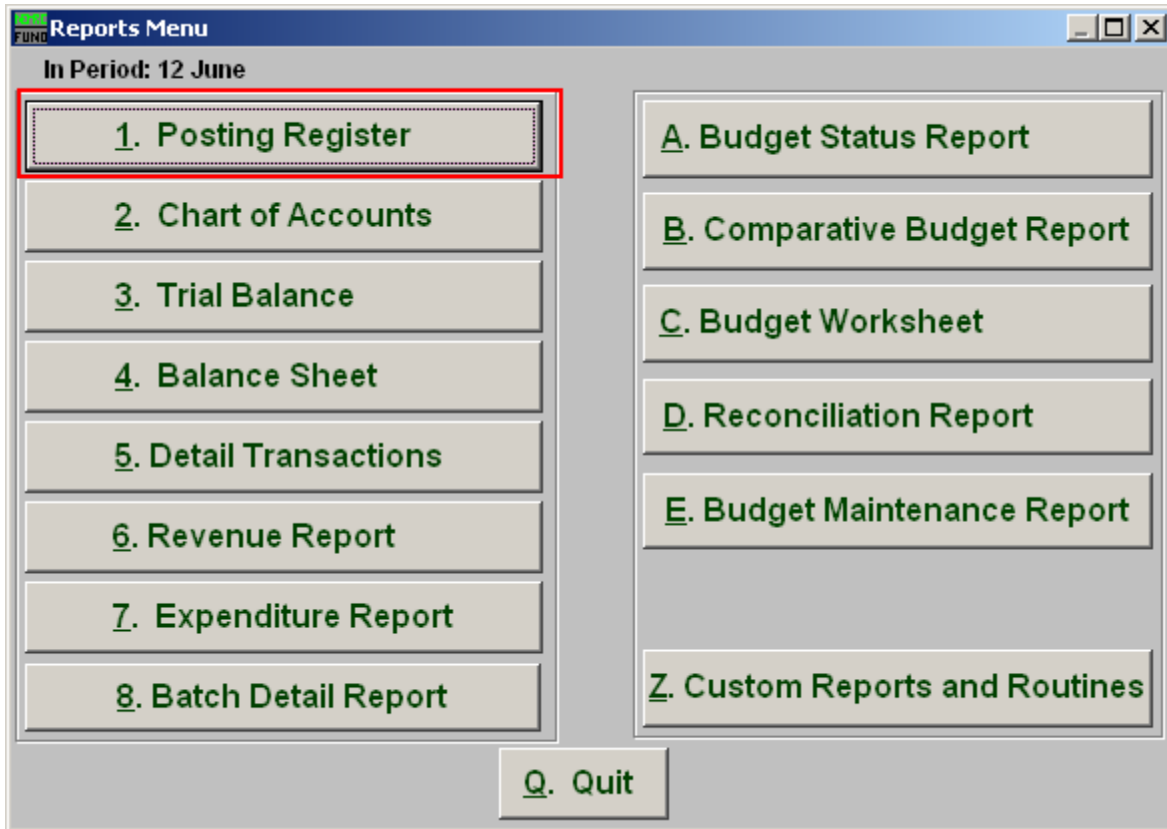 FUND Reports Menu
In Period: 12 June
1. Posting Register
2. Chart of Accounts
3. Trial Balance
4. Balance Sheet
5. Detail Transactions
6. Revenue Report
7. Expenditure Report
8. Batch Detail Report
A. Budget Status Report
B. Comparative Budget Report
C. Budget Worksheet
D. Reconciliation Report
E. Budget Maintenance Report
Z. Custom Reports and Routines
Q. Quit